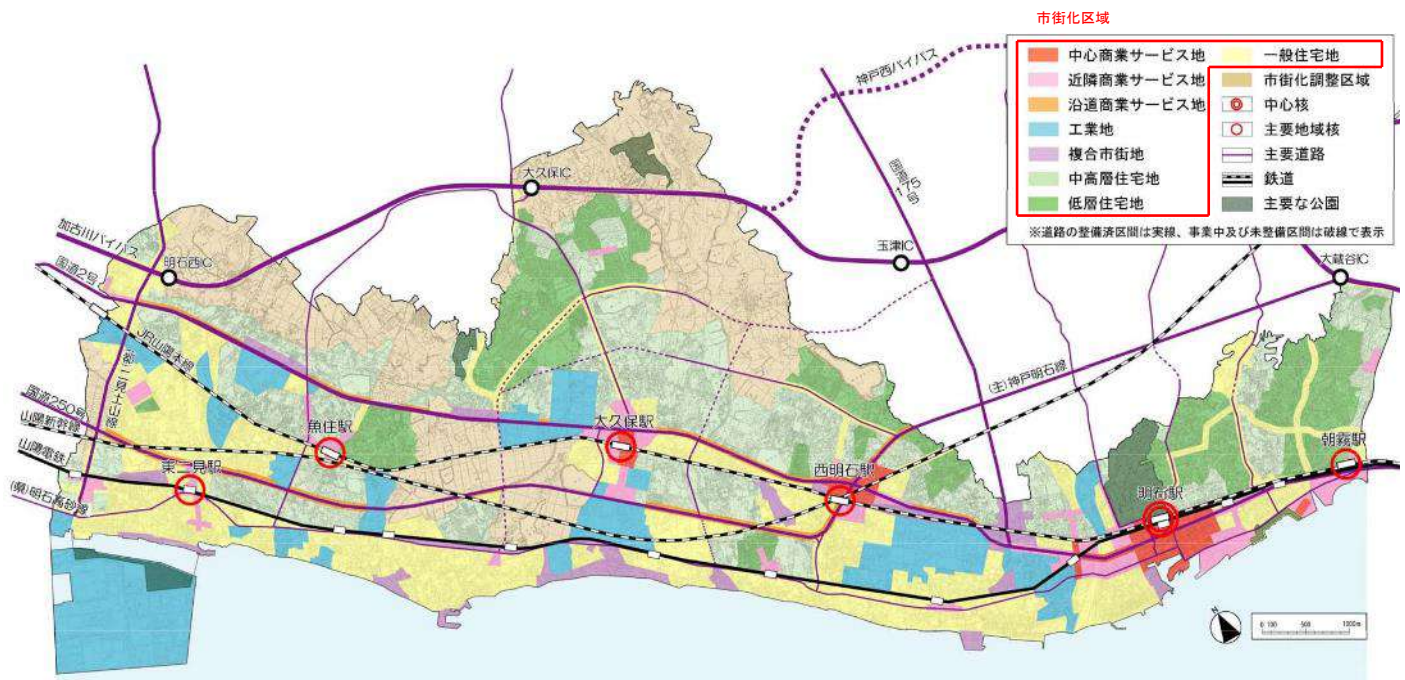 市街化区域
中心商業サービス地
一般住宅地
近隣商業サービス地
市街化調整区域
沿道商業サービス地
中心核
工業地
主要地域核
複合市街地
主要道路
中高層住宅地
鉄道
低層住宅地
主要な公園
※道路の整備済区間は実線、事業中及び未整備区間は破線で表示
神戸西バイパス
大久保IC
国道175号
加古川バイパス
明石西IC
玉津IC
大蔵谷IC
国道2号
JR山陽本線
(都)二見土山線
(主)神戸明石線
国道250号
山陽新幹線
山陽電鉄
(県)明石高砂線
魚住駅
大久保駅
東二見駅
西明石駅
明石駅
朝霧駅
N
0 100 500 1000m